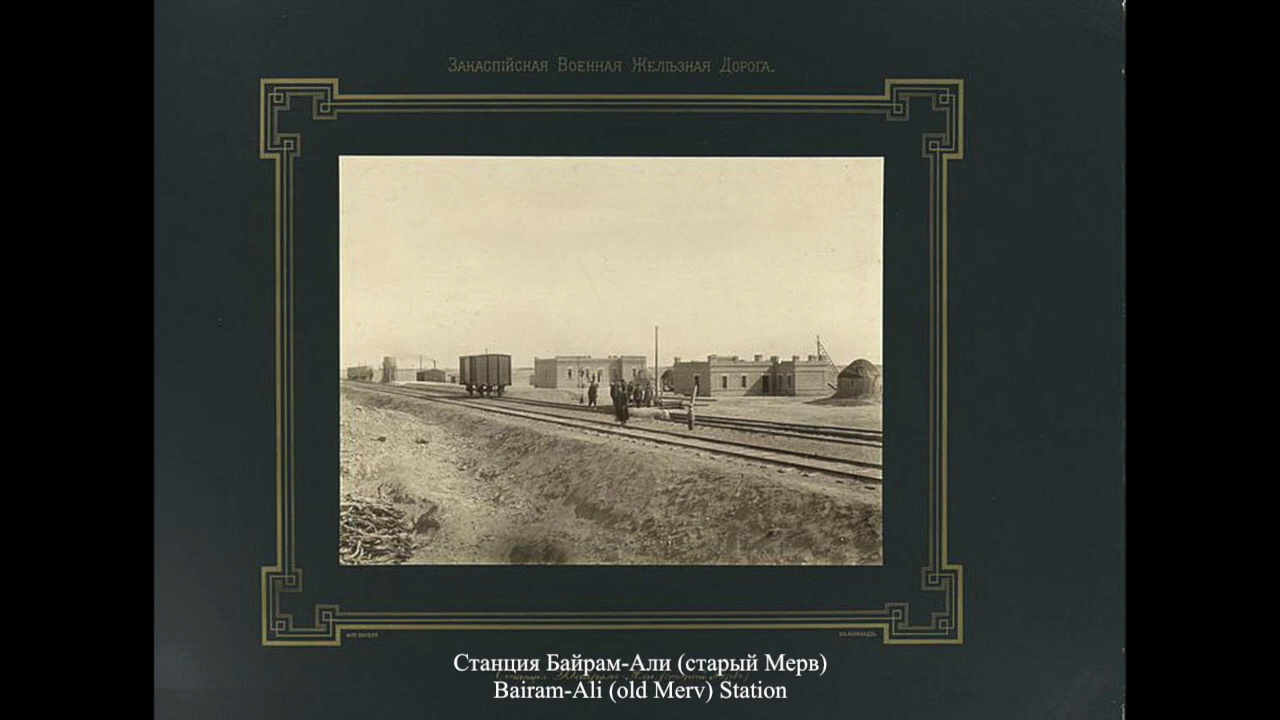 Закаспійская Военная Желѣзная Дорога.
Станция Байрам-Али (старый Мерв)
Bairam-Ali (old Merv) Station